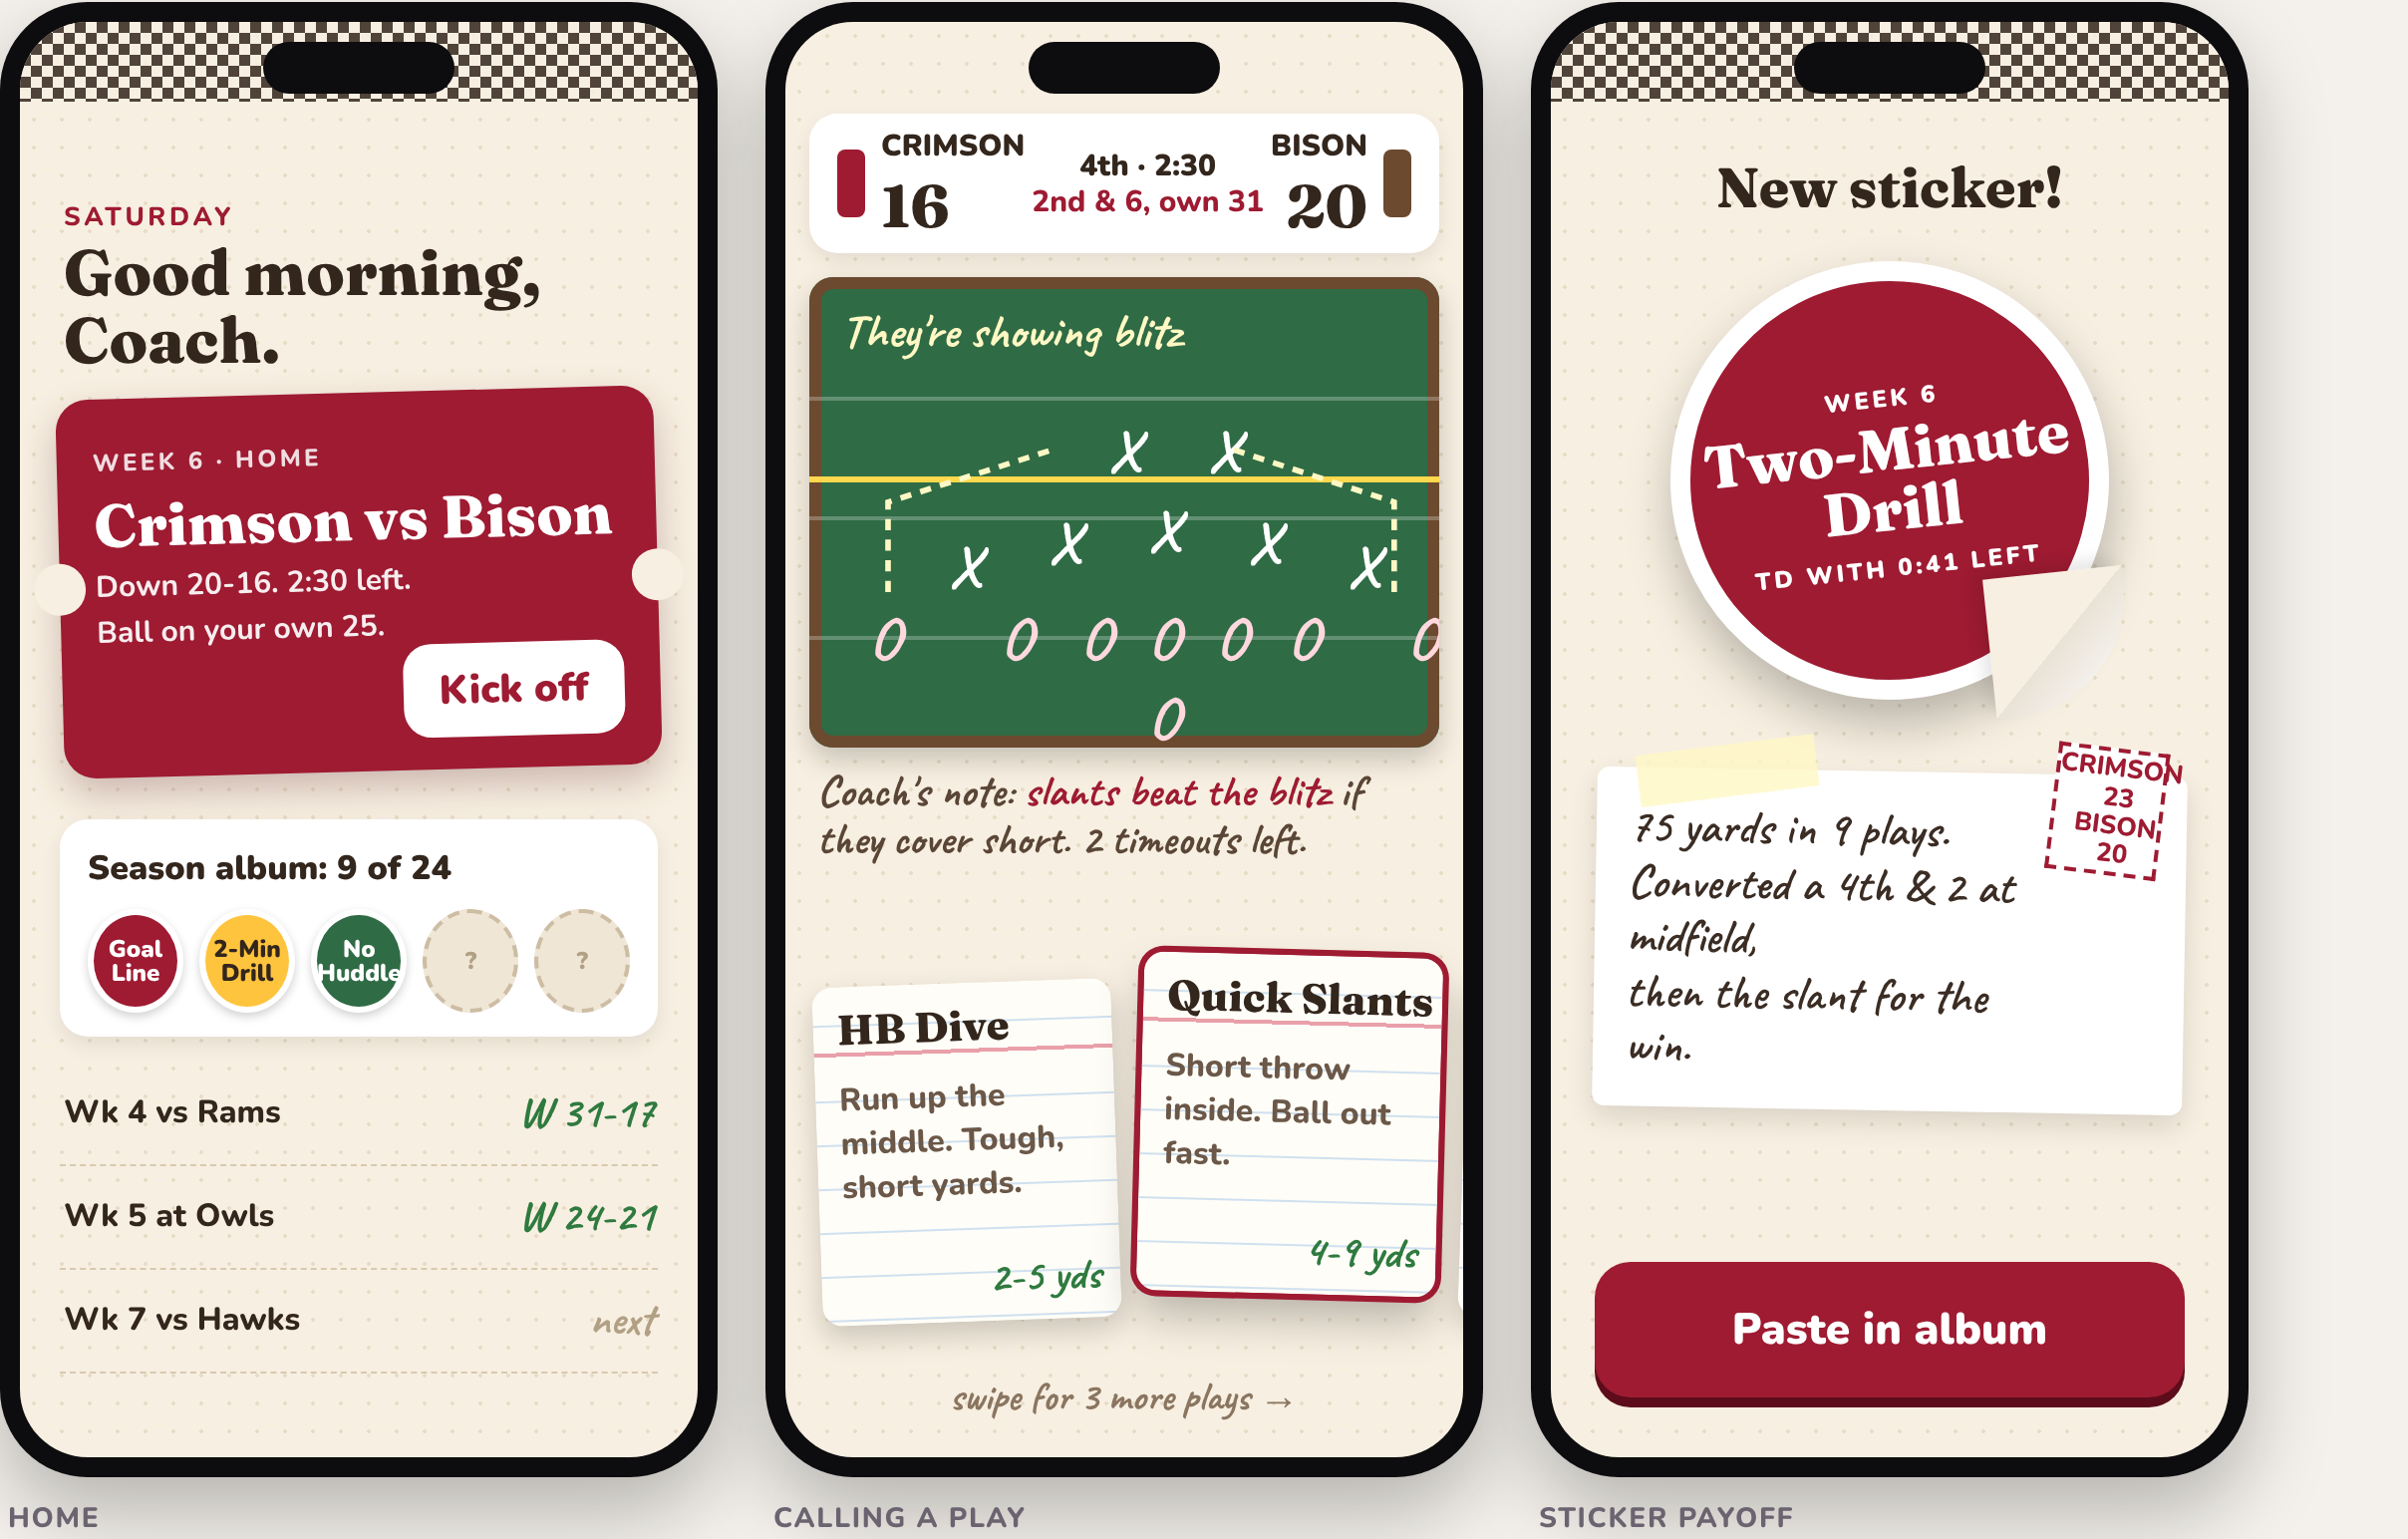 SATURDAY
Good morning,
Coach.
WEEK 6 · HOME
Crimson vs Bison
Down 20-16. 2:30 left.
Ball on your own 25.
Kick off
Season album: 9 of 24
Goal
Line
2-Min
Drill
No
Huddle
?
?
Wk 4 vs Rams
W 31-17
Wk 5 at Owls
W 24-21
Wk 7 vs Hawks
next
HOME
CRIMSON
16
4th · 2:30
2nd & 6, own 31
BISON
20
They're showing blitz
X X
X X X X X
O O O O O O O
O
Coach's note: slants beat the blitz if
they cover short. 2 timeouts left.
HB Dive
Run up the
middle. Tough,
short yards.
2-5 yds
Quick Slants
Short throw
inside. Ball out
fast.
4-9 yds
swipe for 3 more plays →
CALLING A PLAY
New sticker!
WEEK 6
Two-Minute
Drill
TD WITH 0:41 LEFT
CRIMSON
23
BISON
20
75 yards in 9 plays.
Converted a 4th & 2 at
midfield,
then the slant for the
win.
Paste in album
STICKER PAYOFF